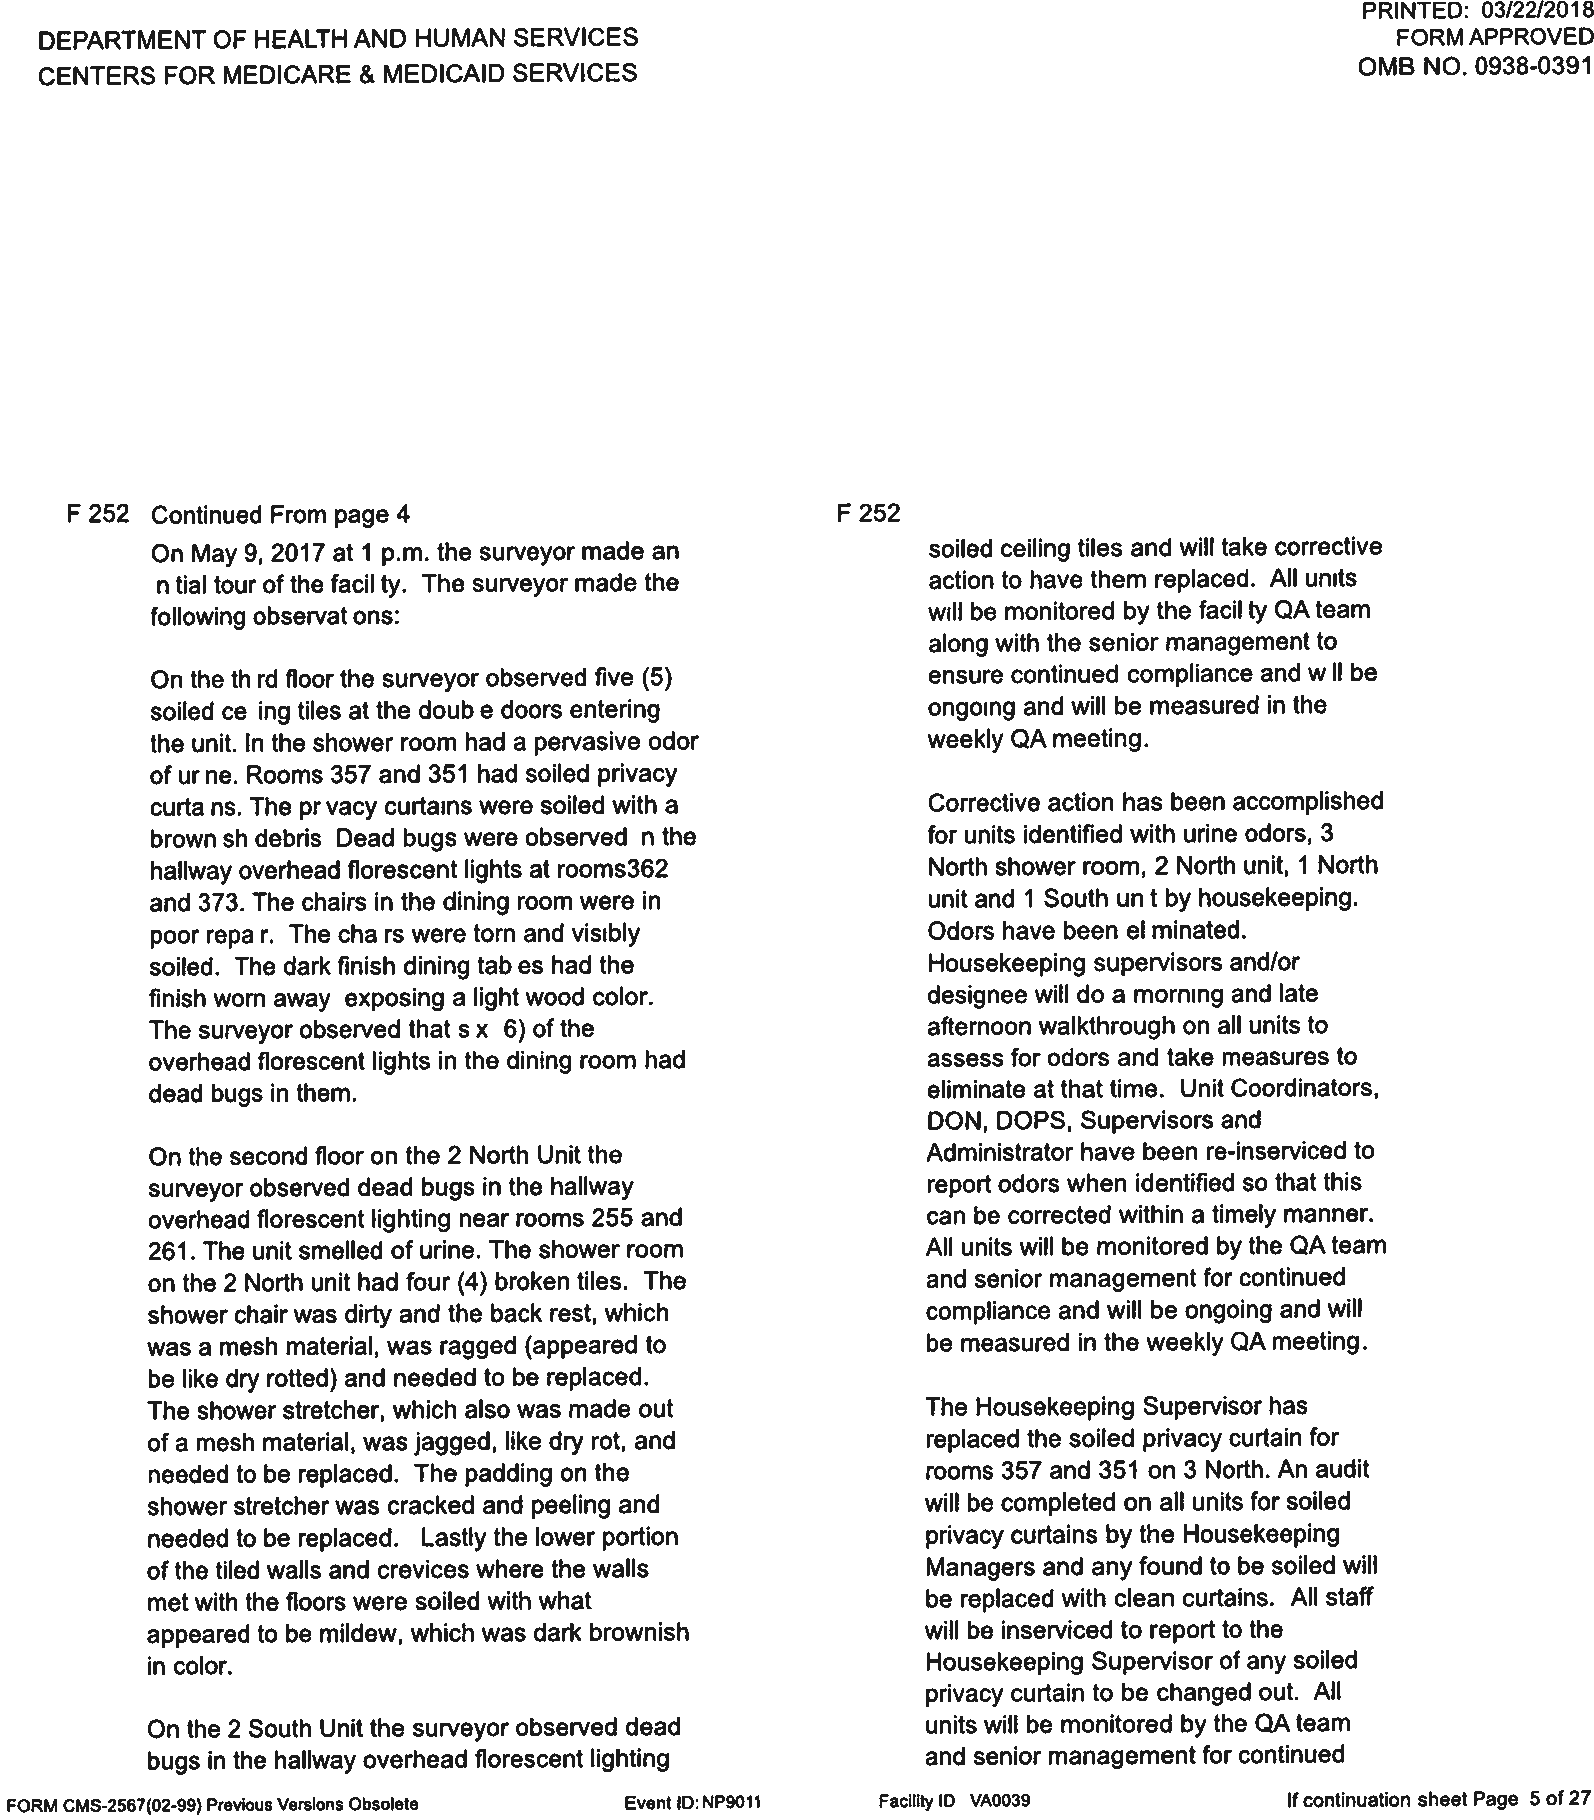 DEPARTMENT OF HEALTH AND HUMAN SERVICES
CENTERS FOR MEDICARE & MEDICAID SERVICES
PRINTED: 03/22/2018
FORM APPROVED
OMB NO. 0938-0391
F 252 Continued From page 4
On May 9, 2017 at 1 p.m. the surveyor made an
n tial tour of the facil ty. The surveyor made the
following observat ons:
On the th rd floor the surveyor observed five (5)
soiled ce ing tiles at the doub e doors entering
the unit. In the shower room had a pervasive odor
of ur ne. Rooms 357 and 351 had soiled privacy
curta ns. The pr vacy curtains were soiled with a
brown sh debris Dead bugs were observed n the
hallway overhead florescent lights at rooms362
and 373. The chairs in the dining room were in
poor repa r. The cha rs were torn and visibly
soiled. The dark finish dining tab es had the
finish worn away exposing a light wood color.
The surveyor observed that s x 6) of the
overhead florescent lights in the dining room had
dead bugs in them.
On the second floor on the 2 North Unit the
surveyor observed dead bugs in the hallway
overhead florescent lighting near rooms 255 and
261. The unit smelled of urine. The shower room
on the 2 North unit had four (4) broken tiles. The
shower chair was dirty and the back rest, which
was a mesh material, was ragged (appeared to
be like dry rotted) and needed to be replaced.
The shower stretcher, which also was made out
of a mesh material, was jagged, like dry rot, and
needed to be replaced. The padding on the
shower stretcher was cracked and peeling and
needed to be replaced. Lastly the lower portion
of the tiled walls and crevices where the walls
met with the floors were soiled with what
appeared to be mildew, which was dark brownish
in color.
On the 2 South Unit the surveyor observed dead
bugs in the hallway overhead florescent lighting
F 252
soiled ceiling tiles and will take corrective
action to have them replaced. All units
will be monitored by the facil ty QA team
along with the senior management to
ensure continued compliance and w ll be
ongoing and will be measured in the
weekly QA meeting.
Corrective action has been accomplished
for units identified with urine odors, 3
North shower room, 2 North unit, 1 North
unit and 1 South un t by housekeeping.
Odors have been el minated.
Housekeeping supervisors and/or
designee will do a morning and late
afternoon walkthrough on all units to
assess for odors and take measures to
eliminate at that time. Unit Coordinators,
DON, DOPS, Supervisors and
Administrator have been re-inserviced to
report odors when identified so that this
can be corrected within a timely manner.
All units will be monitored by the QA team
and senior management for continued
compliance and will be ongoing and will
be measured in the weekly QA meeting.
The Housekeeping Supervisor has
replaced the soiled privacy curtain for
rooms 357 and 351 on 3 North. An audit
will be completed on all units for soiled
privacy curtains by the Housekeeping
Managers and any found to be soiled will
be replaced with clean curtains. All staff
will be inserviced to report to the
Housekeeping Supervisor of any soiled
privacy curtain to be changed out. All
units will be monitored by the QA team
and senior management for continued
FORM CMS-2567(02-99) Previous Versions Obsolete Event ID: NP9011 Facility ID VA0039 If continuation sheet Page 5 of 27